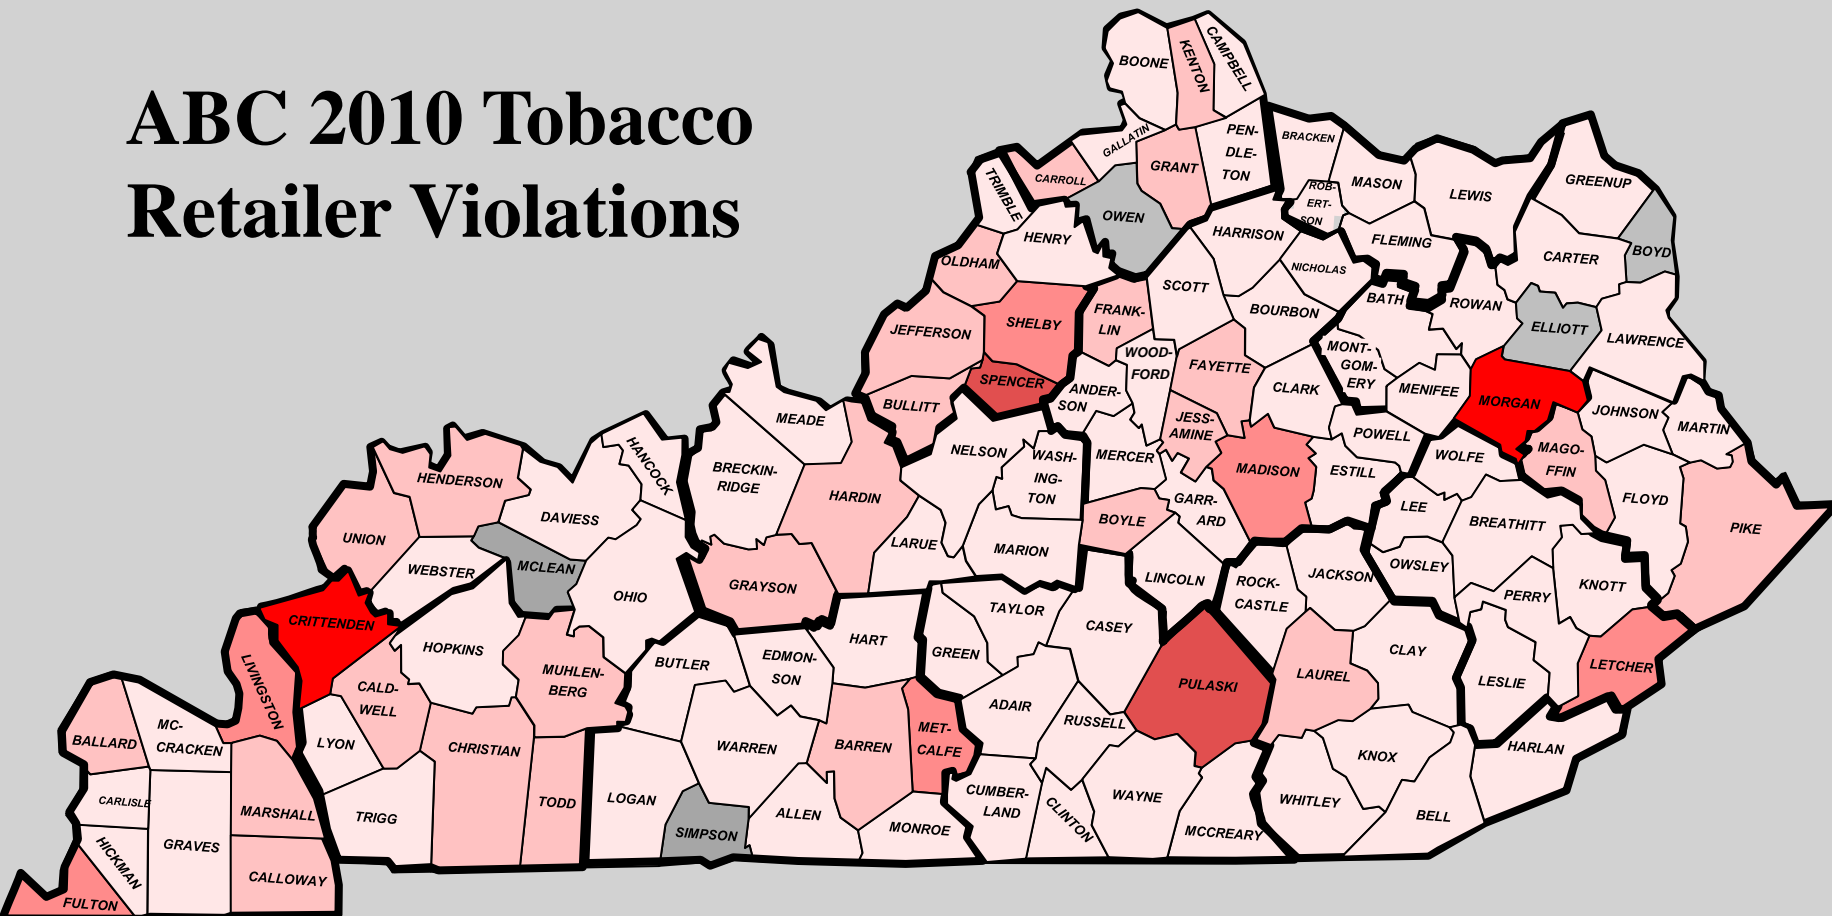 ABC 2010 Tobacco
Retailer Violations
BOONE
KENTON
CAMPBELL
GALLATIN
PEN-
DLE-
TON
BRACKEN
GRANT
CARROLL
TRIMBLE
OWEN
ROB-
ERT-
SON
MASON
LEWIS
GREENUP
HENRY
HARRISON
FLEMING
CARTER
BOYD
OLDHAM
NICHOLAS
SCOTT
BATH
ROWAN
ELLIOTT
LAWRENCE
JEFFERSON
SHELBY
FRANK-
LIN
BOURBON
MONT-
GOM-
ERY
WOOD-
FORD
FAYETTE
SPENCER
ANDER-
SON
CLARK
MENIFEE
MORGAN
JOHNSON
MARTIN
BULLITT
MEADE
JESS-
AMINE
POWELL
MAGO-
FFIN
NELSON
WASH-
ING-
TON
MERCER
MADISON
ESTILL
WOLFE
HANCOCK
BRECKIN-
RIDGE
HENDERSON
HARDIN
GARR-
ARD
LEE
FLOYD
PIKE
DAVIESS
BOYLE
BREATHITT
UNION
LARUE
MARION
WEBSTER
MCLEAN
OWSLEY
LINCOLN
JACKSON
GRAYSON
ROCK-
CASTLE
KNOTT
OHIO
PERRY
TAYLOR
CRITTENDEN
CASEY
HART
HOPKINS
GREEN
CLAY
BUTLER
EDMON-
SON
LETCHER
MUHLEN-
BERG
LAUREL
LESLIE
PULASKI
LIVINGSTON
CALD-
WELL
ADAIR
RUSSELL
MC-
CRACKEN
BALLARD
LYON
CHRISTIAN
WARREN
BARREN
MET-
CALFE
KNOX
HARLAN
CARLISLE
TODD
LOGAN
CUMBER-
LAND
WAYNE
WHITLEY
MARSHALL
TRIGG
ALLEN
CLINTON
BELL
SIMPSON
MONROE
MCCREARY
GRAVES
HICKMAN
CALLOWAY
FULTON